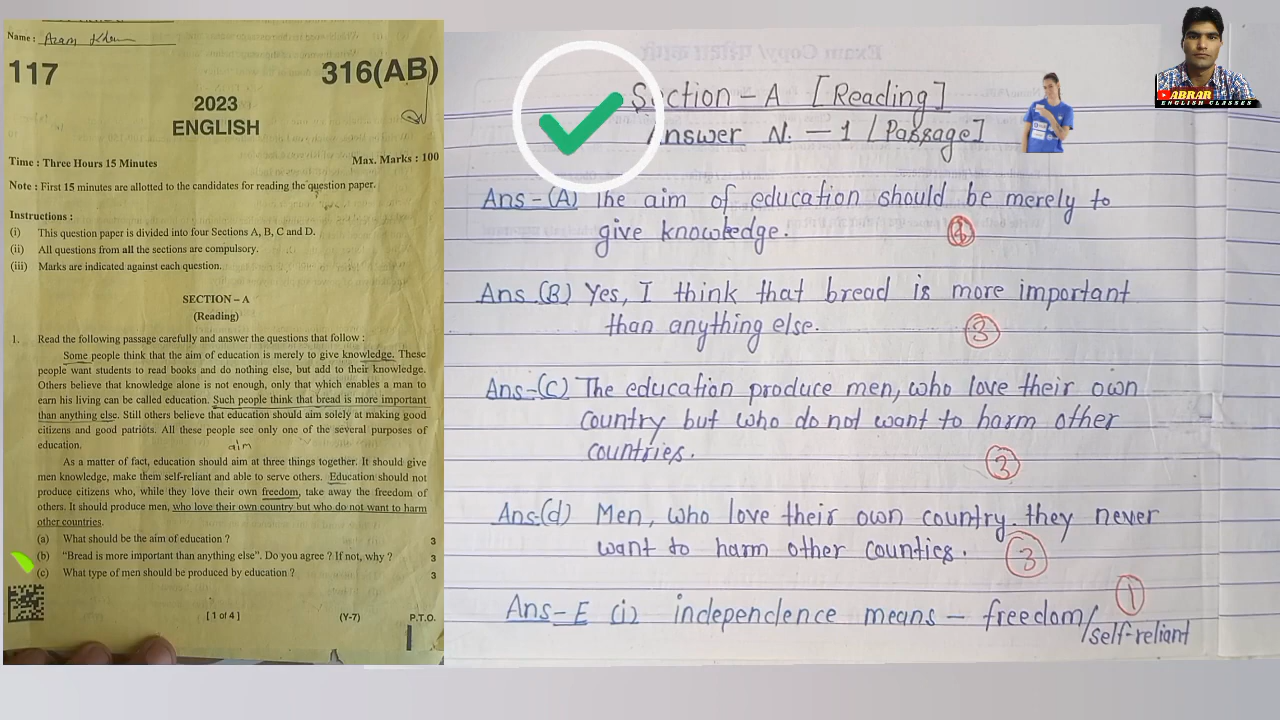 Name : Azam Khan
117 316(AB)
2023
ENGLISH
Time : Three Hours 15 Minutes Max. Marks : 100
Note : First 15 minutes are allotted to the candidates for reading the question paper.
Instructions :
(i) This question paper is divided into four Sections A, B, C and D.
(ii) All questions from all the sections are compulsory.
(iii) Marks are indicated against each question.
SECTION – A
(Reading)
1. Read the following passage carefully and answer the questions that follow :
Some people think that the aim of education is merely to give knowledge. These
people want students to read books and do nothing else, but add to their knowledge.
Others believe that knowledge alone is not enough, only that which enables a man to
earn his living can be called education. Such people think that bread is more important
than anything else. Still others believe that education should aim solely at making good
citizens and good patriots. All these people see only one of the several purposes of
education.
aim
As a matter of fact, education should aim at three things together. It should give
men knowledge, make them self-reliant and able to serve others. Education should not
produce citizens who, while they love their own freedom, take away the freedom of
others. It should produce men, who love their own country but who do not want to harm
other countries.
(a) What should be the aim of education ? 3
(b) “Bread is more important than anything else”. Do you agree ? If not, why ? 3
(c) What type of men should be produced by education ? 3
[ 1 of 4 ] (Y-7) P.T.O.
Section – A [Reading]
Answer N. – 1 [Passage]
ABRAR
ENGLISH CLASSES
Ans – (A) The aim of education should be merely to
give knowledge.
Ans (B) Yes, I think that bread is more important
than anything else. 3
Ans – (C) The education produce men, who love their own
country but who do not want to harm other
countries. 3
Ans-(d) Men, who love their own country. they never
want to harm other countics. 3
Ans – E (i) independence means – freedom/ 1
self-reliant